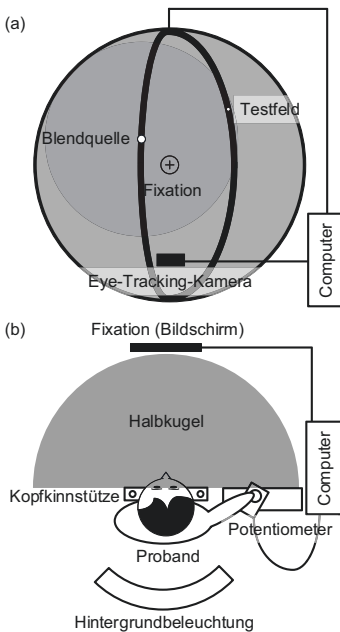 (a)
Testfeld
Blendquelle
Fixation
Computer
Eye-Tracking-Kamera
(b)
Fixation (Bildschirm)
Halbkugel
Computer
Kopfkinnstütze
Potentiometer
Proband
Hintergrundbeleuchtung